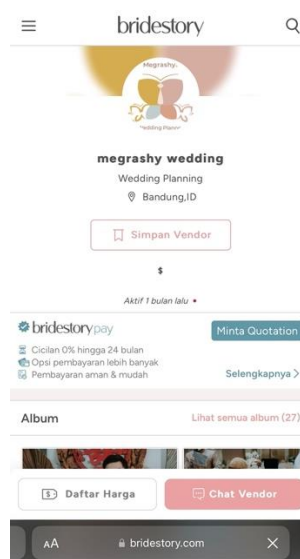 bridestory
Megrashy.
Wedding Planner
megrashy wedding
Wedding Planning
Bandung,ID
Simpan Vendor
$
Aktif 1 bulan lalu
bridestorypay
Minta Quotation
Cicilan 0% hingga 24 bulan
Opsi pembayaran lebih banyak
Pembayaran aman & mudah
Selengkapnya >
Album
Lihat semua album (27)
$ Daftar Harga
Chat Vendor
AA
bridestory.com